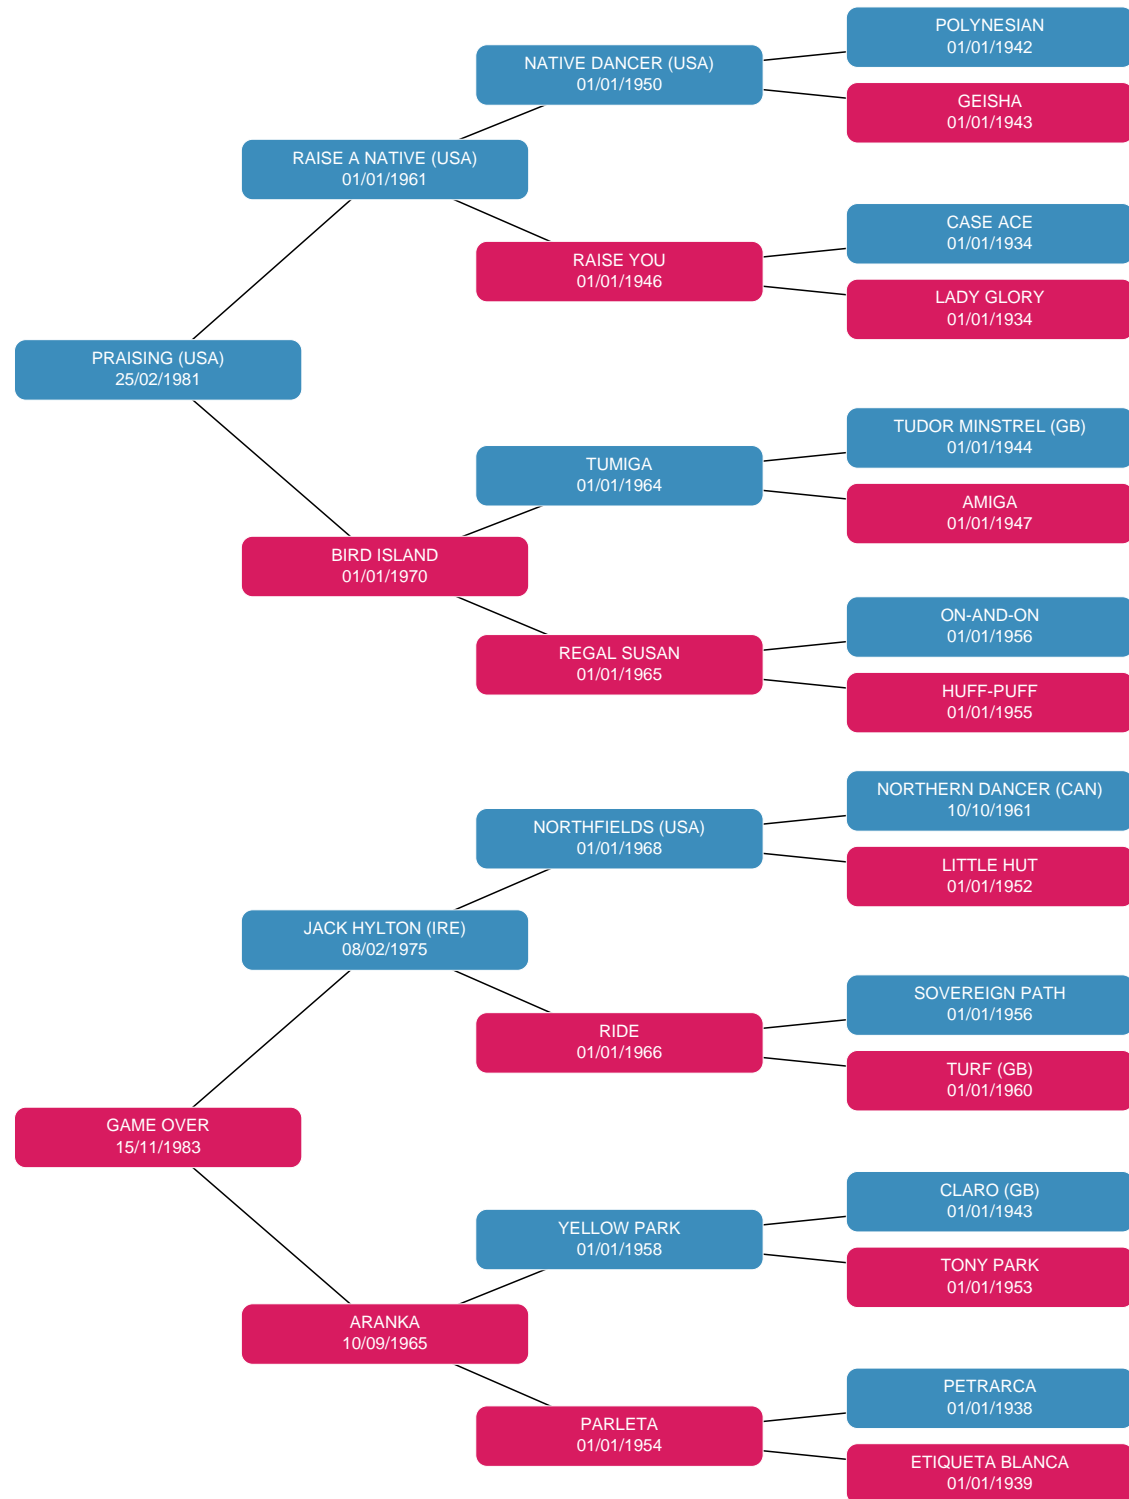 POLYNESIAN
01/01/1942
NATIVE DANCER (USA)
01/01/1950
GEISHA
01/01/1943
RAISE A NATIVE (USA)
01/01/1961
CASE ACE
01/01/1934
RAISE YOU
01/01/1946
LADY GLORY
01/01/1934
PRAISING (USA)
25/02/1981
TUDOR MINSTREL (GB)
01/01/1944
TUMIGA
01/01/1964
AMIGA
01/01/1947
BIRD ISLAND
01/01/1970
ON-AND-ON
01/01/1956
REGAL SUSAN
01/01/1965
HUFF-PUFF
01/01/1955
NORTHERN DANCER (CAN)
10/10/1961
NORTHFIELDS (USA)
01/01/1968
LITTLE HUT
01/01/1952
JACK HYLTON (IRE)
08/02/1975
SOVEREIGN PATH
01/01/1956
RIDE
01/01/1966
TURF (GB)
01/01/1960
GAME OVER
15/11/1983
CLARO (GB)
01/01/1943
YELLOW PARK
01/01/1958
TONY PARK
01/01/1953
ARANKA
10/09/1965
PETRARCA
01/01/1938
PARLETA
01/01/1954
ETIQUETA BLANCA
01/01/1939